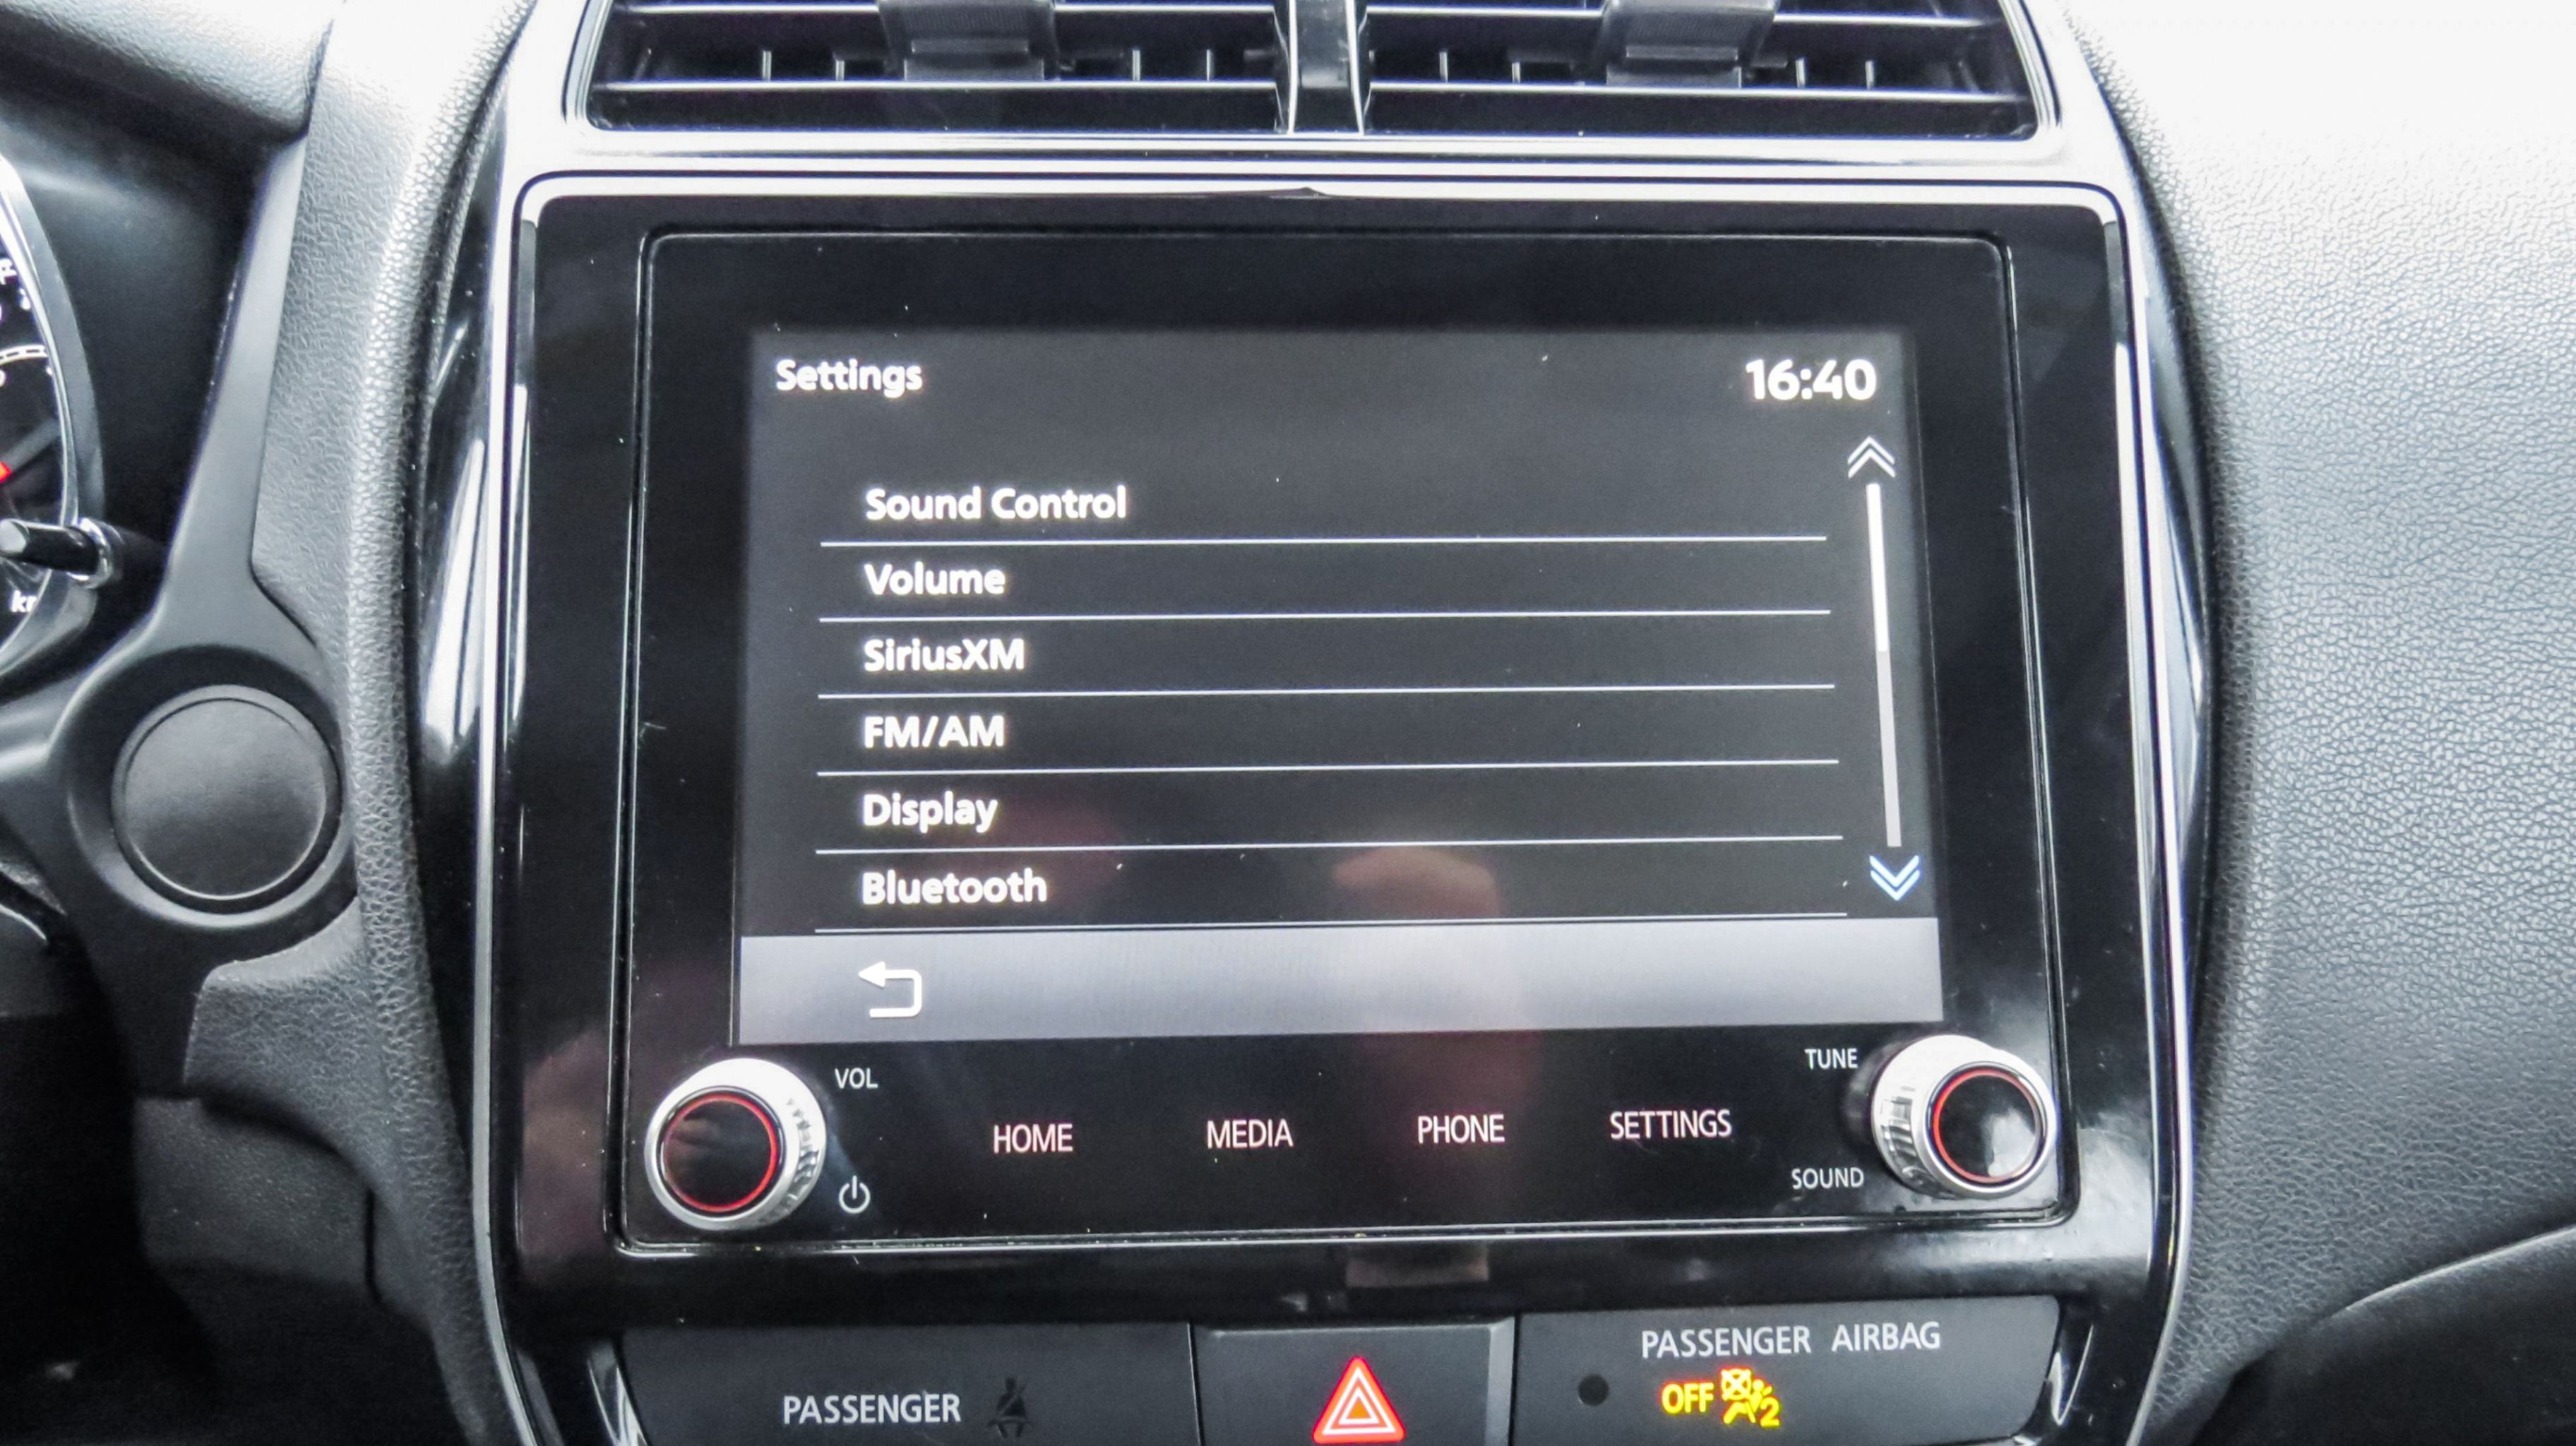 Settings
16:40
Sound Control
Volume
SiriusXM
FM/AM
Display
Bluetooth
VOL
TUNE
HOME
MEDIA
PHONE
SETTINGS
SOUND
PASSENGER AIRBAG
PASSENGER
OFF
2